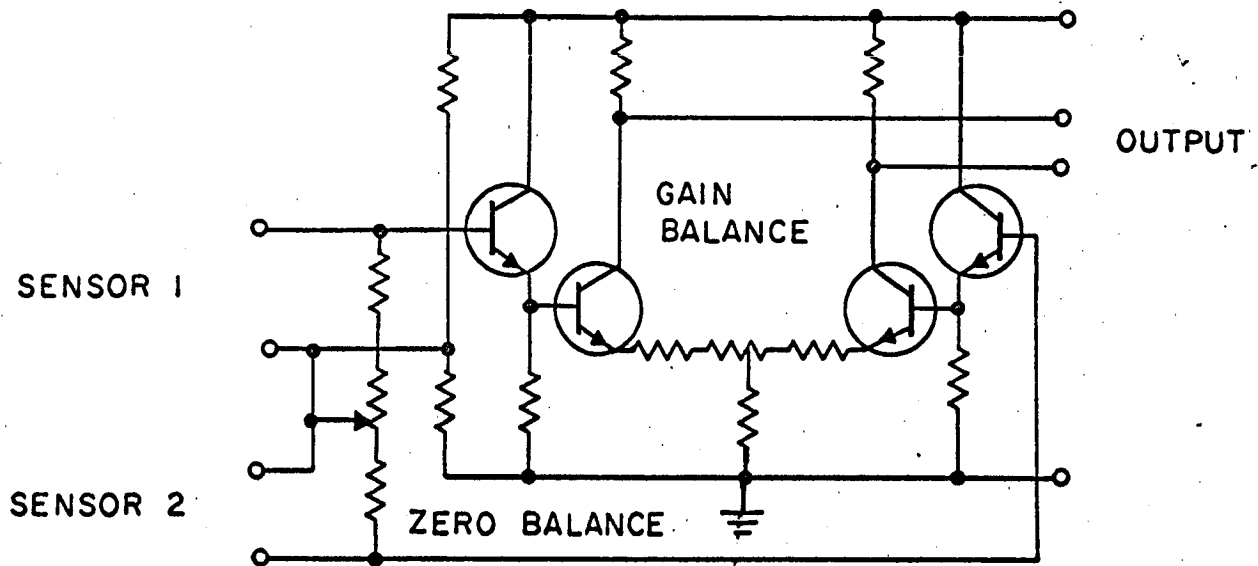 OUTPUT
GAIN
BALANCE
SENSOR 1
SENSOR 2
ZERO BALANCE